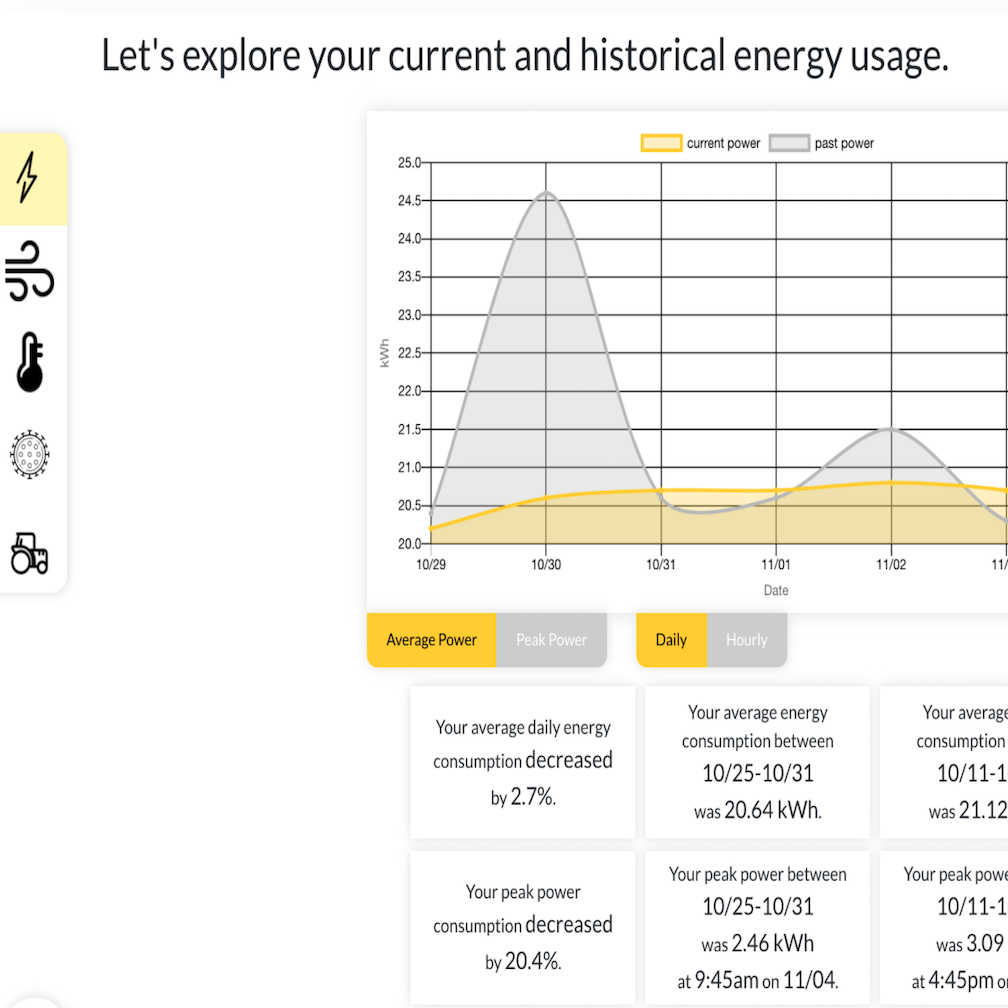 Let's explore your current and historical energy usage.
current power
past power
25.0
24.5
24.0
23.5
23.0
22.5
22.0
21.5
21.0
20.5
20.0
kWh
10/29
10/30
10/31
11/01
11/02
11/
Date
Average Power
Peak Power
Daily
Hourly
Your average daily energy
consumption decreased
by 2.7%.
Your average energy
consumption between
10/25-10/31
was 20.64 kWh.
Your average
consumption
10/11-1
was 21.12
Your peak power
consumption decreased
by 20.4%.
Your peak power between
10/25-10/31
was 2.46 kWh
at 9:45am on 11/04.
Your peak powe
10/11-1
was 3.09
at 4:45pm o